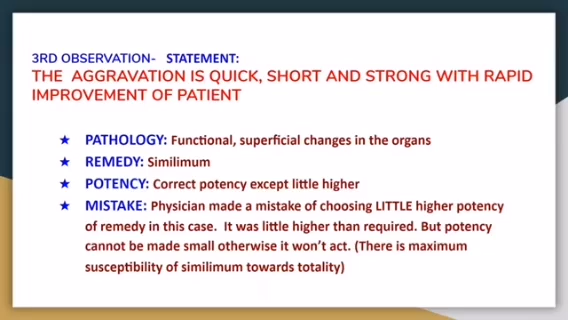 3RD OBSERVATION- STATEMENT:
THE AGGRAVATION IS QUICK, SHORT AND STRONG WITH RAPID
IMPROVEMENT OF PATIENT
★ PATHOLOGY: Functional, superficial changes in the organs
★ REMEDY: Similimum
★ POTENCY: Correct potency except little higher
★ MISTAKE: Physician made a mistake of choosing LITTLE higher potency
of remedy in this case. It was little higher than required. But potency
cannot be made small otherwise it won't act. (There is maximum
susceptibility of similimum towards totality)